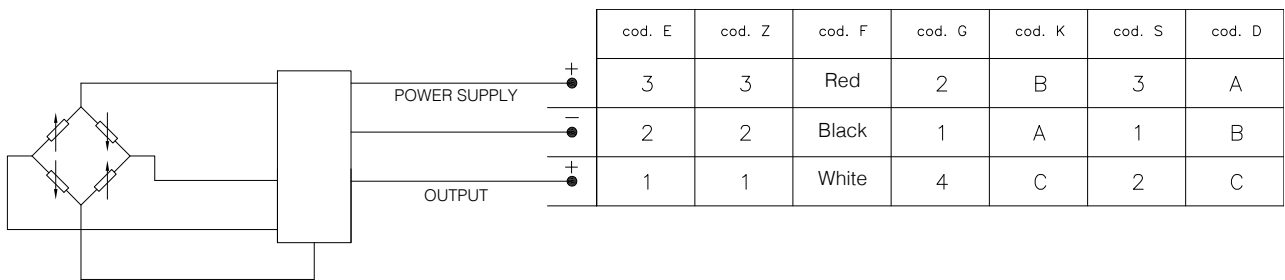 cod. E cod. Z cod. F cod. G cod. K cod. S cod. D
+ 3 3 Red 2 B 3 A
POWER SUPPLY
− 2 2 Black 1 A 1 B
+ 1 1 White 4 C 2 C
OUTPUT